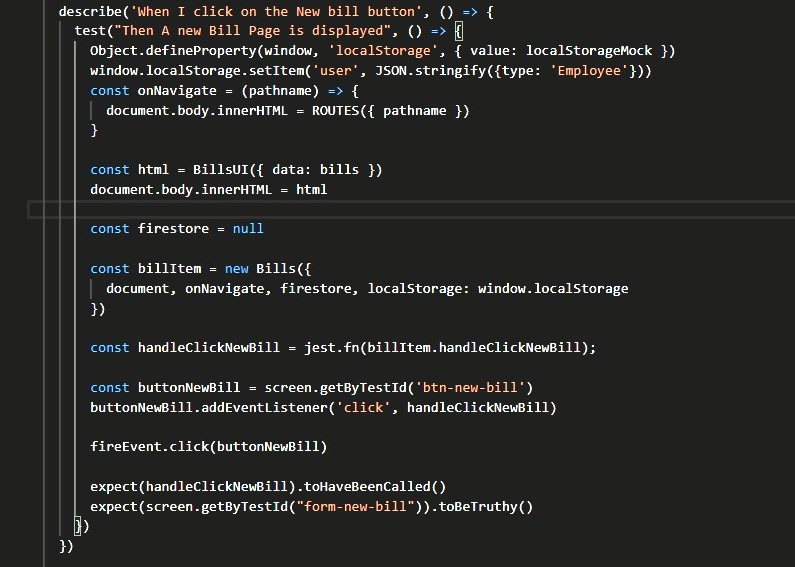 describe('When I click on the New bill button', () => {
test("Then A new Bill Page is displayed", () => {
Object.defineProperty(window, 'localStorage', { value: localStorageMock })
window.localStorage.setItem('user', JSON.stringify({type: 'Employee'}))
const onNavigate = (pathname) => {
document.body.innerHTML = ROUTES({ pathname })
}
const html = BillsUI({ data: bills })
document.body.innerHTML = html
const firestore = null
const billItem = new Bills({
document, onNavigate, firestore, localStorage: window.localStorage
})
const handleClickNewBill = jest.fn(billItem.handleClickNewBill);
const buttonNewBill = screen.getByTestId('btn-new-bill')
buttonNewBill.addEventListener('click', handleClickNewBill)
fireEvent.click(buttonNewBill)
expect(handleClickNewBill).toHaveBeenCalled()
expect(screen.getByTestId("form-new-bill")).toBeTruthy()
})
})